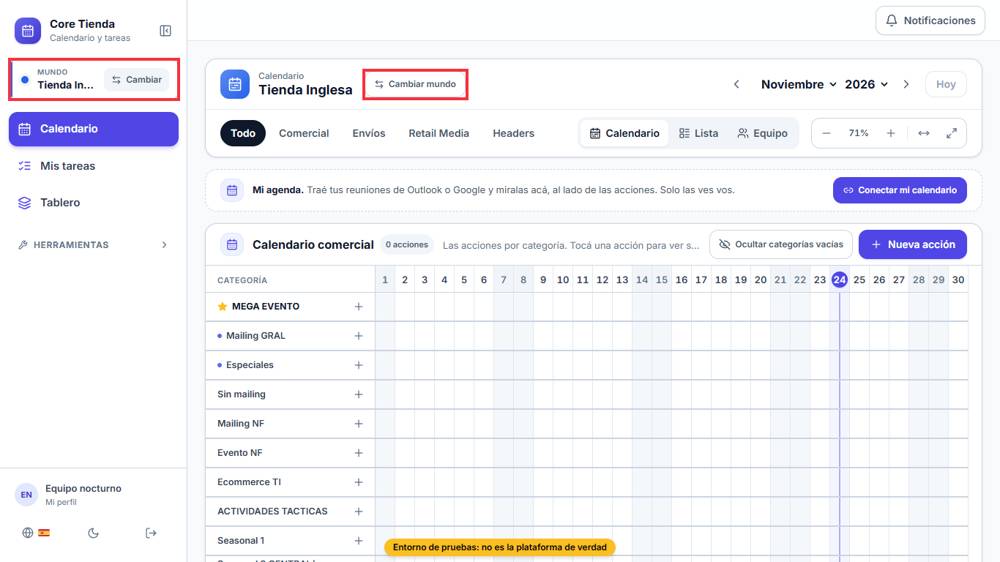 Core Tienda
Calendario y tareas
MUNDO
Tienda In...
Cambiar
Calendario
Mis tareas
Tablero
HERRAMIENTAS
EN
Equipo nocturno
Mi perfil
Notificaciones
Calendario
Tienda Inglesa
Cambiar mundo
Noviembre
2026
Hoy
Todo
Comercial
Envíos
Retail Media
Headers
Calendario
Lista
Equipo
71%
Mi agenda. Traé tus reuniones de Outlook o Google y miralas acá, al lado de las acciones. Solo las ves vos.
Conectar mi calendario
Calendario comercial
0 acciones
Las acciones por categoría. Tocá una acción para ver s...
Ocultar categorías vacías
Nueva acción
CATEGORÍA 1 2 3 4 5 6 7 8 9 10 11 12 13 14 15 16 17 18 19 20 21 22 23 24 25 26 27 28 29 30
MEGA EVENTO
Mailing GRAL
Especiales
Sin mailing
Mailing NF
Evento NF
Ecommerce TI
ACTIVIDADES TACTICAS
Seasonal 1
Entorno de pruebas: no es la plataforma de verdad